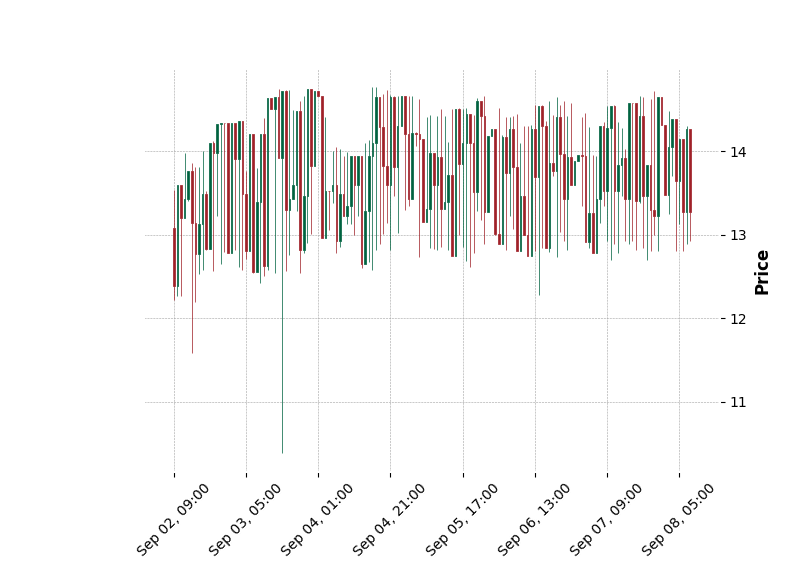 14
13
12
11
Price
Sep 02, 09:00
Sep 03, 05:00
Sep 04, 01:00
Sep 04, 21:00
Sep 05, 17:00
Sep 06, 13:00
Sep 07, 09:00
Sep 08, 05:00